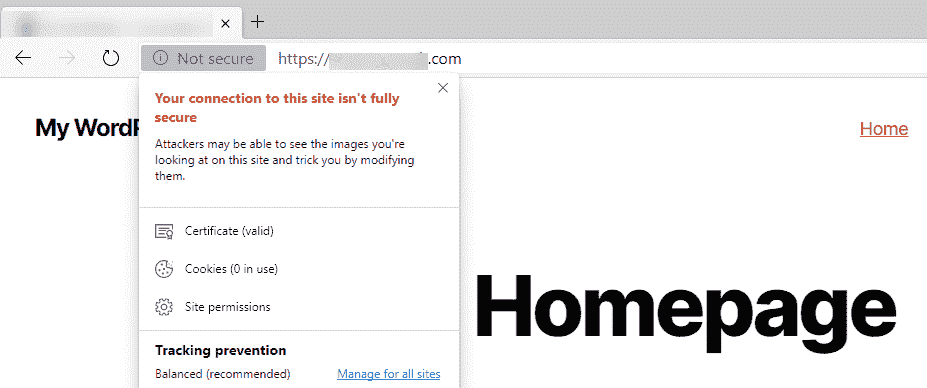 Not secure
https://
.com
Your connection to this site isn't fully
secure
Attackers may be able to see the images you're
looking at on this site and trick you by modifying
them.
My WordP
Home
Certificate (valid)
Cookies (0 in use)
Site permissions
Homepage
Tracking prevention
Balanced (recommended)
Manage for all sites